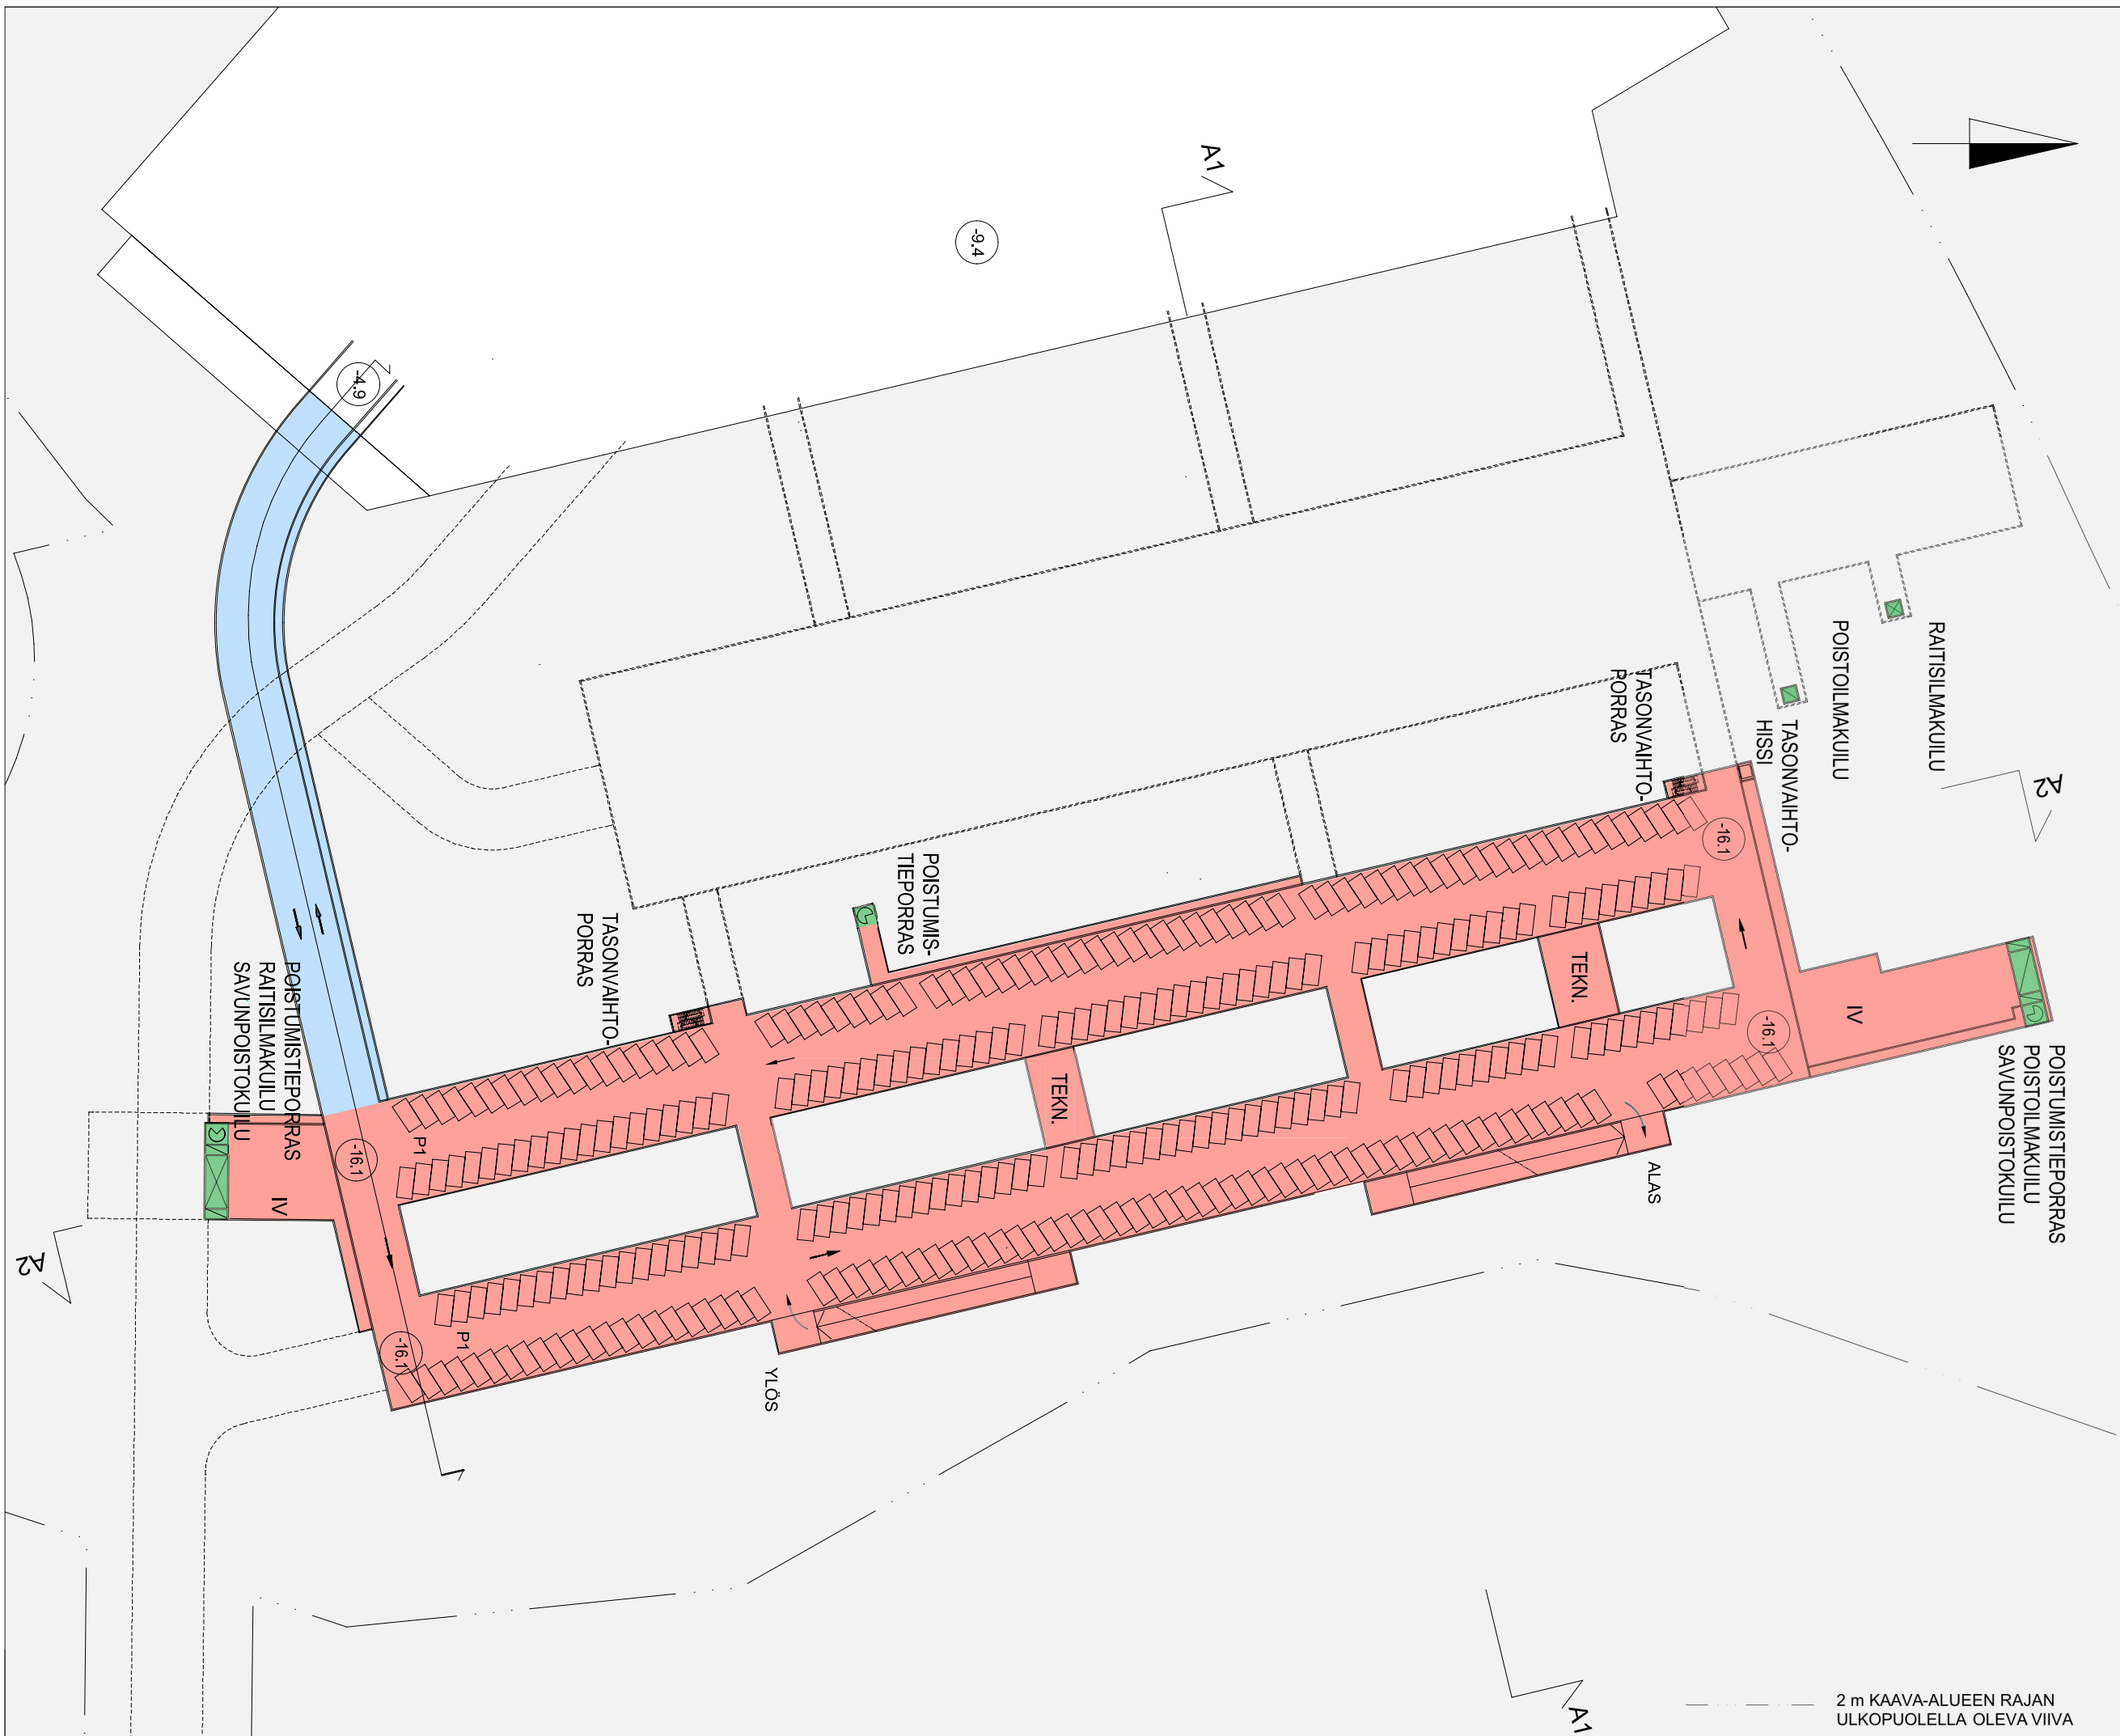 A1
-9.4
-4.9
RAITISILMAKUILU
POISTOILMAKUILU
TASONVAIHTO-
PORRAS
TASONVAIHTO-
HISSI
A2
-16.1
POISTUMIS-
TIEPORRAS
TASONVAIHTO-
PORRAS
TEKN.
-16.1
IV
POISTUMISTIEPORRAS
RAITISILMAKUILU
SAVUNPOISTOKUILU
POISTUMISTIEPORRAS
POISTOILMAKUILU
SAVUNPOISTOKUILU
TEKN.
P1
-16.1
IV
ALAS
A2
P1
-16.1
YLÖS
A1
2 m KAAVA-ALUEEN RAJAN
ULKOPUOLELLA OLEVA VIIVA